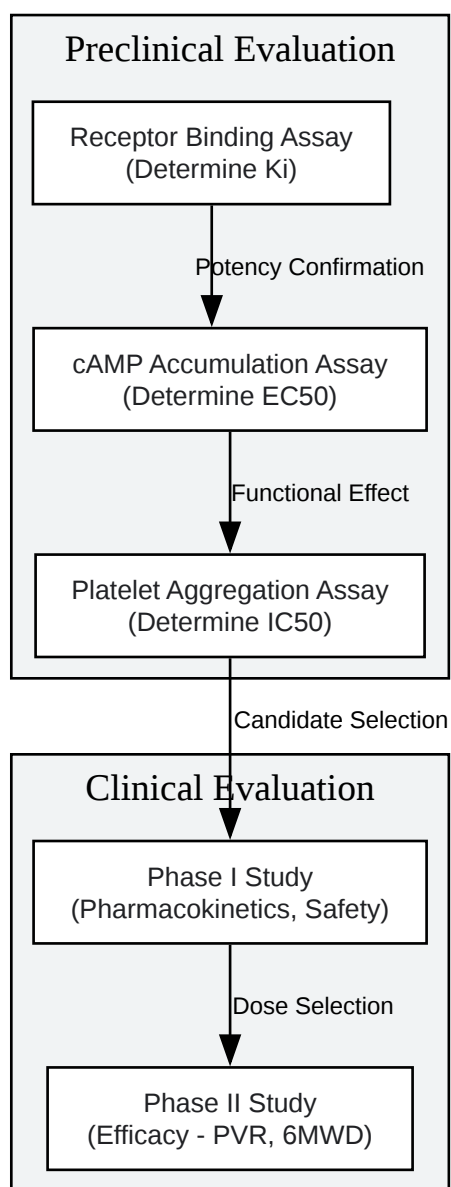 Preclinical Evaluation
Receptor Binding Assay
(Determine Ki)
Potency Confirmation
cAMP Accumulation Assay
(Determine EC50)
Functional Effect
Platelet Aggregation Assay
(Determine IC50)
Candidate Selection
Clinical Evaluation
Phase I Study
(Pharmacokinetics, Safety)
Dose Selection
Phase II Study
(Efficacy - PVR, 6MWD)